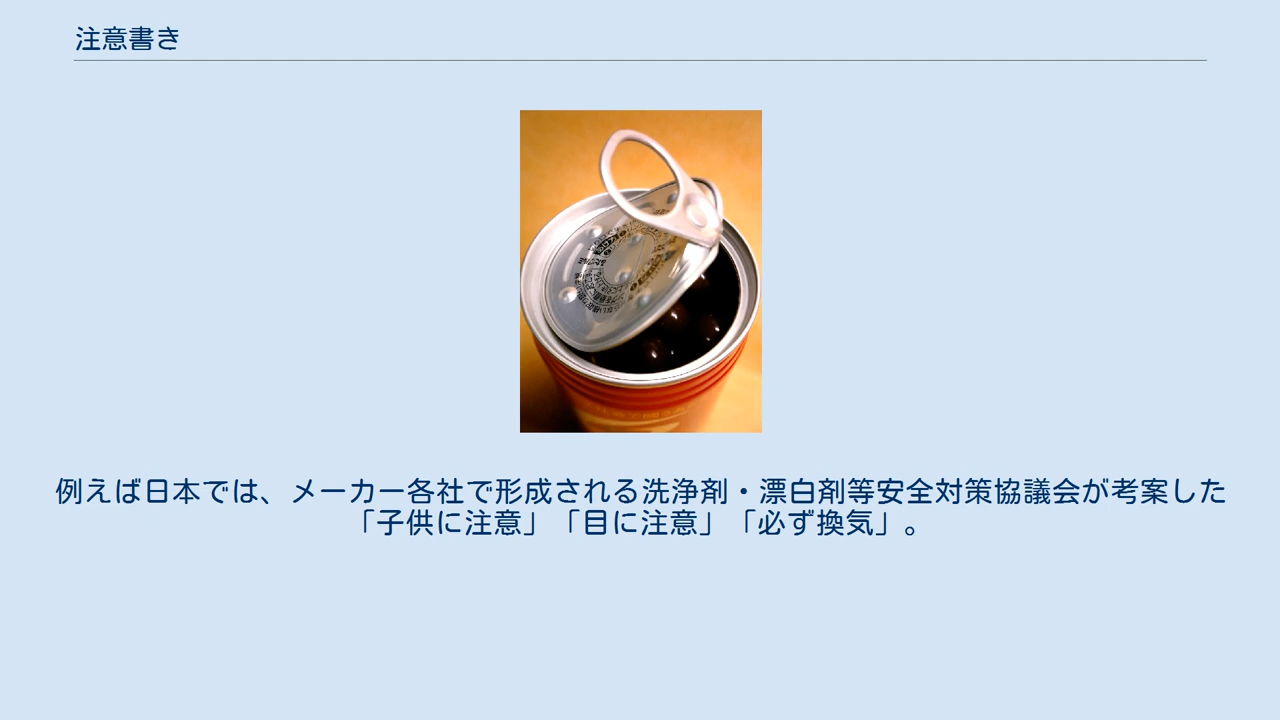 注意書き
例えば日本では、メーカー各社で形成される洗浄剤・漂白剤等安全対策協議会が考案した
「子供に注意」「目に注意」「必ず換気」。